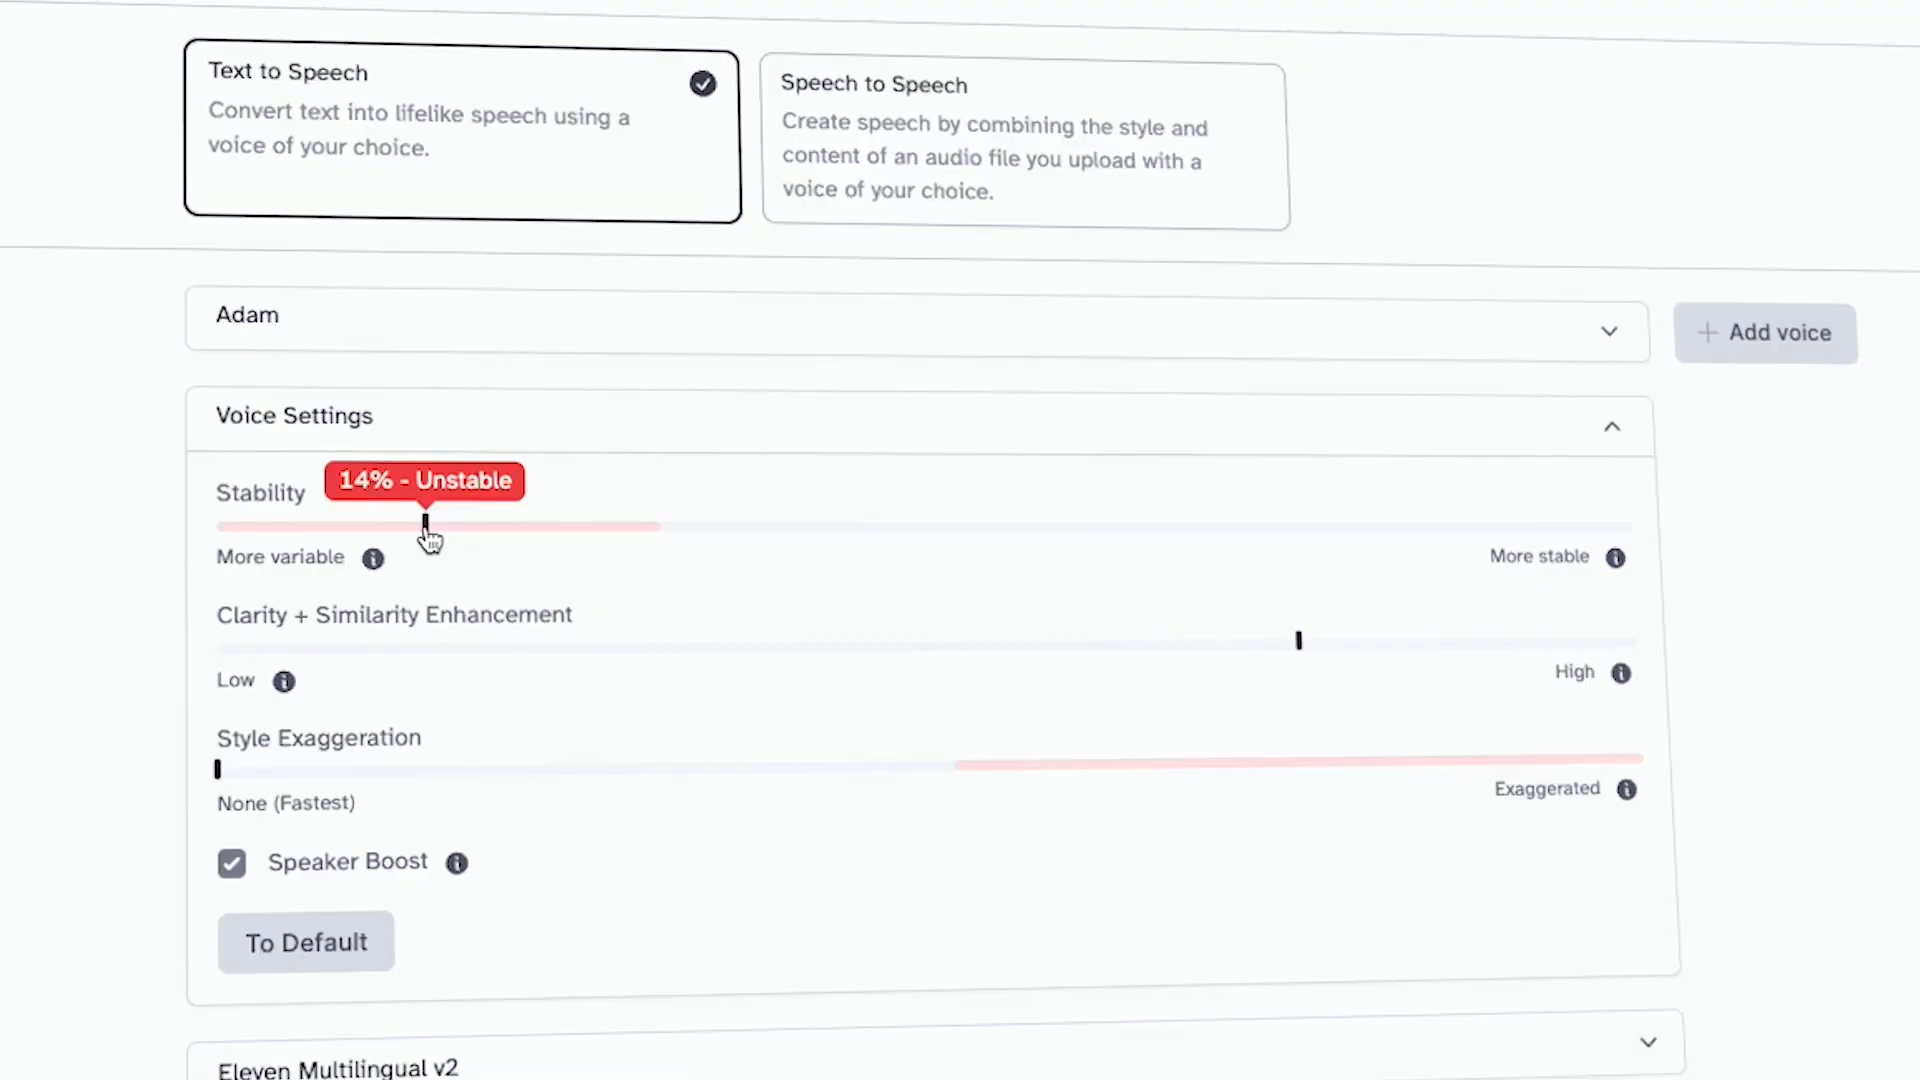 Text to Speech
Convert text into lifelike speech using a
voice of your choice.
Speech to Speech
Create speech by combining the style and
content of an audio file you upload with a
voice of your choice.
Adam
+ Add voice
Voice Settings
Stability
14% - Unstable
More variable
More stable
Clarity + Similarity Enhancement
Low
High
Style Exaggeration
None (Fastest)
Exaggerated
Speaker Boost
To Default
Eleven Multilingual v2